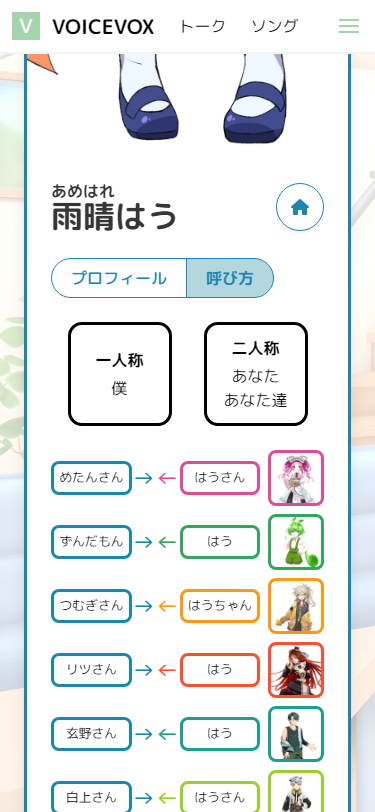 V VOICEVOX トーク ソング
あめはれ
雨晴はう
プロフィール 呼び方
一人称
僕
二人称
あなた
あなた達
めたんさん → ← はうさん
ずんだもん → ← はう
つむぎさん → ← はうちゃん
リツさん → ← はう
玄野さん → ← はう
白上さん → ← はうさん